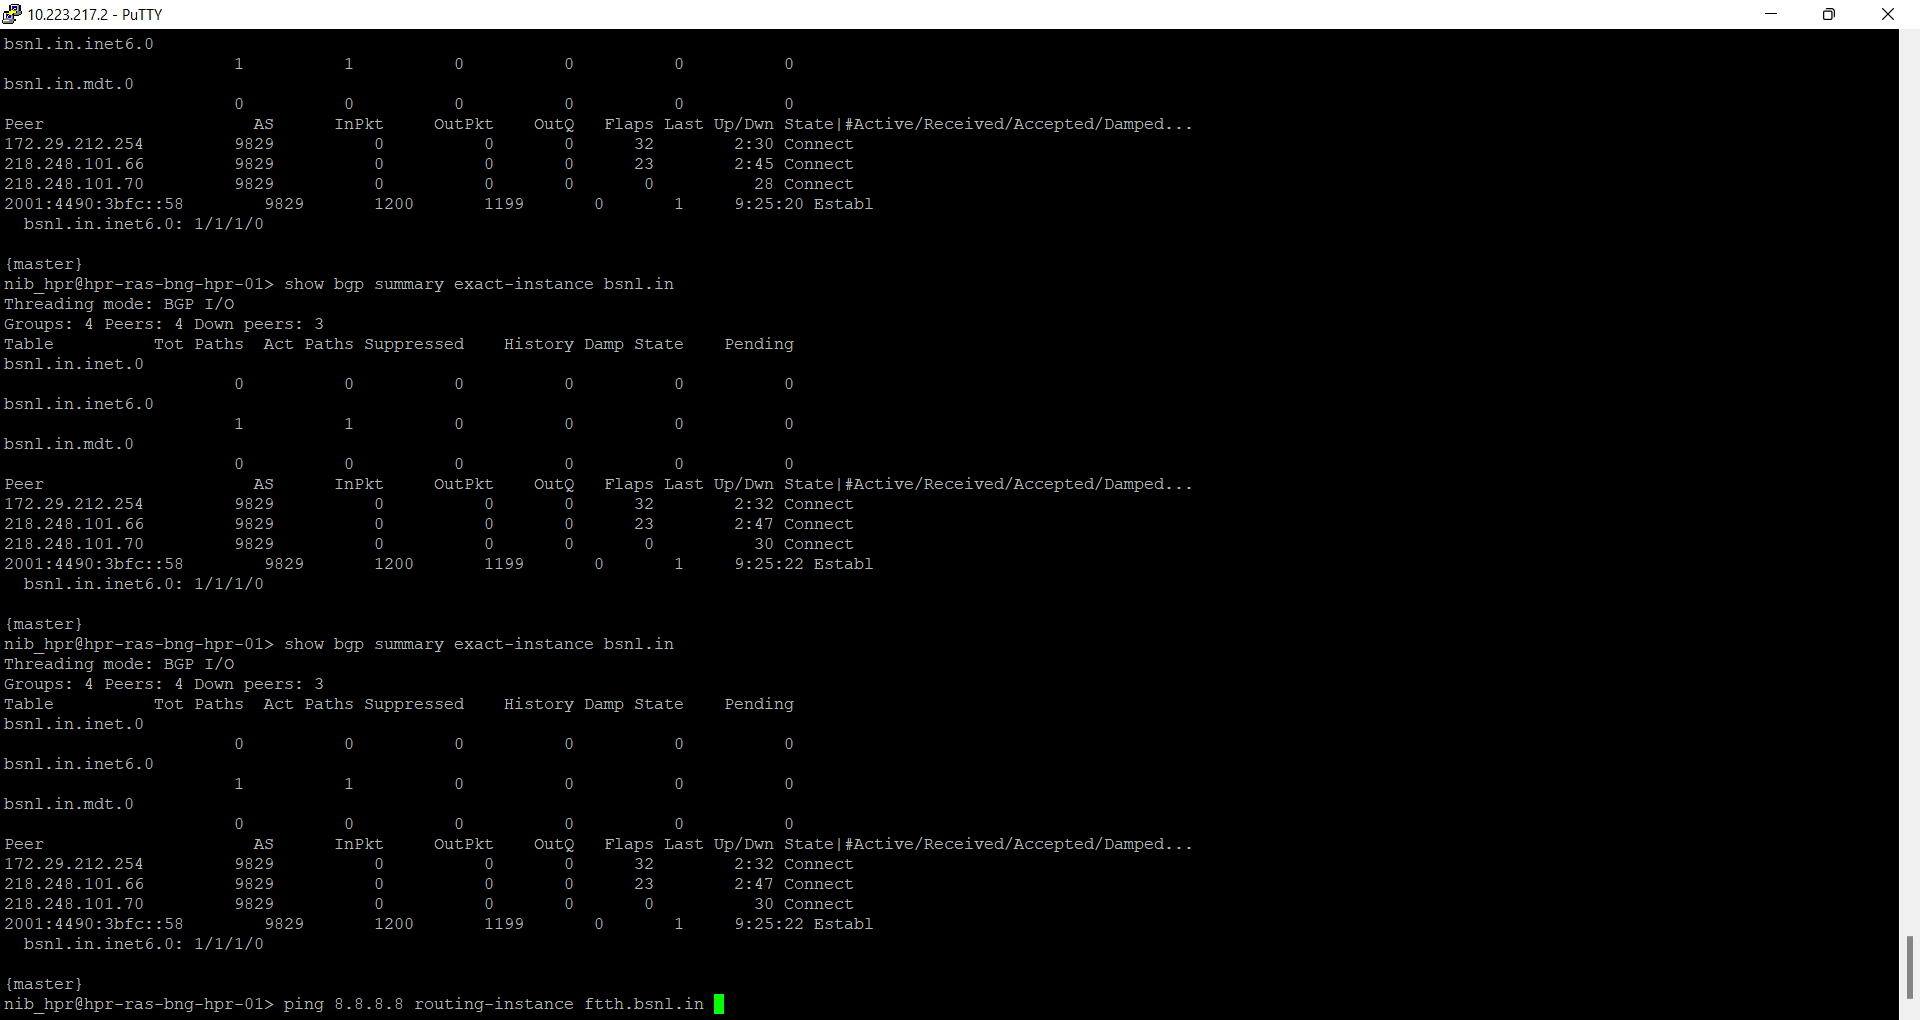 10.223.217.2 - PuTTY
bsnl.in.inet6.0
                       1          1          0          0          0          0
bsnl.in.mdt.0
                       0          0          0          0          0          0
Peer                     AS      InPkt     OutPkt    OutQ   Flaps Last Up/Dwn State|#Active/Received/Accepted/Damped...
172.29.212.254         9829          0          0       0      32        2:30 Connect
218.248.101.66         9829          0          0       0      23        2:45 Connect
218.248.101.70         9829          0          0       0       0          28 Connect
2001:4490:3bfc::58        9829       1200       1199       0       1     9:25:20 Establ
  bsnl.in.inet6.0: 1/1/1/0
{master}
nib_hpr@hpr-ras-bng-hpr-01> show bgp summary exact-instance bsnl.in
Threading mode: BGP I/O
Groups: 4 Peers: 4 Down peers: 3
Table          Tot Paths  Act Paths Suppressed    History Damp State    Pending
bsnl.in.inet.0
                       0          0          0          0          0          0
bsnl.in.inet6.0
                       1          1          0          0          0          0
bsnl.in.mdt.0
                       0          0          0          0          0          0
Peer                     AS      InPkt     OutPkt    OutQ   Flaps Last Up/Dwn State|#Active/Received/Accepted/Damped...
172.29.212.254         9829          0          0       0      32        2:32 Connect
218.248.101.66         9829          0          0       0      23        2:47 Connect
218.248.101.70         9829          0          0       0       0          30 Connect
2001:4490:3bfc::58        9829       1200       1199       0       1     9:25:22 Establ
  bsnl.in.inet6.0: 1/1/1/0
{master}
nib_hpr@hpr-ras-bng-hpr-01> show bgp summary exact-instance bsnl.in
Threading mode: BGP I/O
Groups: 4 Peers: 4 Down peers: 3
Table          Tot Paths  Act Paths Suppressed    History Damp State    Pending
bsnl.in.inet.0
                       0          0          0          0          0          0
bsnl.in.inet6.0
                       1          1          0          0          0          0
bsnl.in.mdt.0
                       0          0          0          0          0          0
Peer                     AS      InPkt     OutPkt    OutQ   Flaps Last Up/Dwn State|#Active/Received/Accepted/Damped...
172.29.212.254         9829          0          0       0      32        2:32 Connect
218.248.101.66         9829          0          0       0      23        2:47 Connect
218.248.101.70         9829          0          0       0       0          30 Connect
2001:4490:3bfc::58        9829       1200       1199       0       1     9:25:22 Establ
  bsnl.in.inet6.0: 1/1/1/0
{master}
nib_hpr@hpr-ras-bng-hpr-01> ping 8.8.8.8 routing-instance ftth.bsnl.in